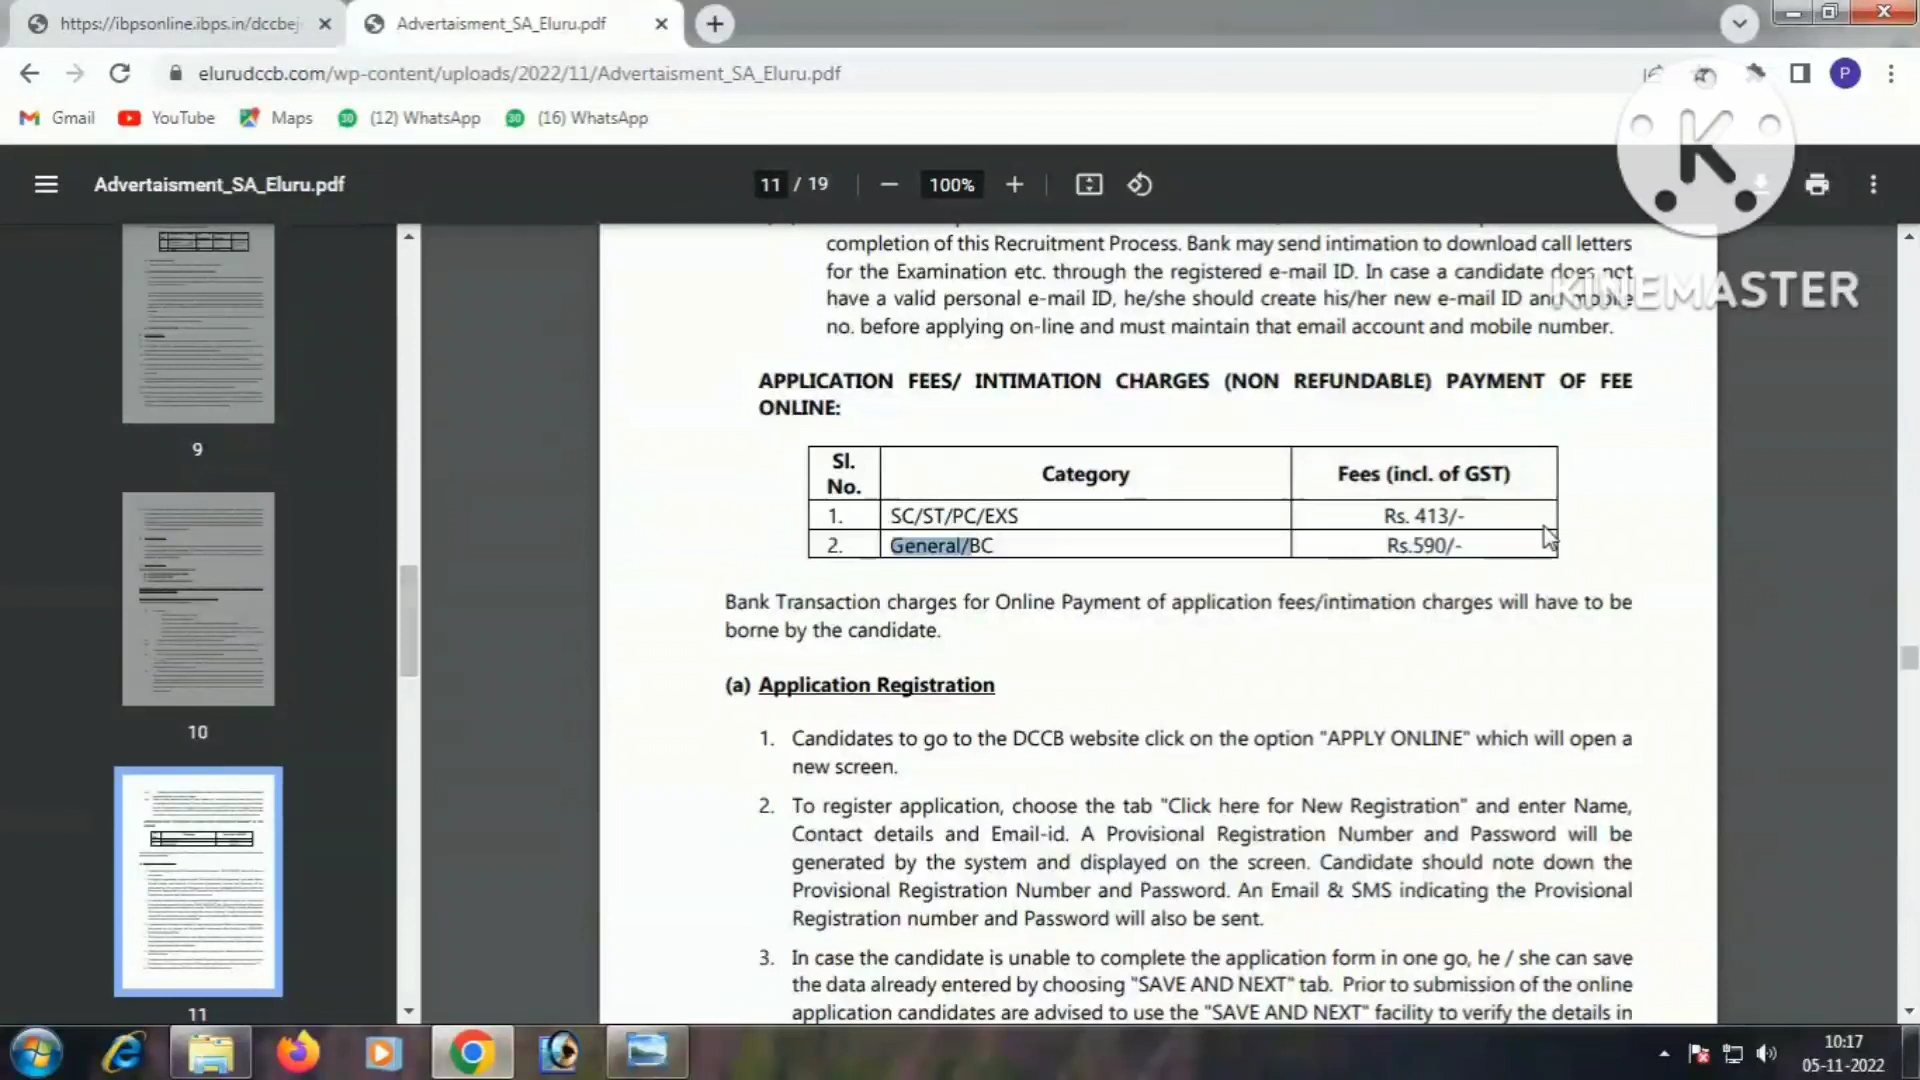 https://ibpsonline.ibps.in/dccbej
Advertaisment_SA_Eluru.pdf
elurudccb.com/wp-content/uploads/2022/11/Advertaisment_SA_Eluru.pdf
P
Gmail
YouTube
Maps
(12) WhatsApp
(16) WhatsApp
K
KINEMASTER
Advertaisment_SA_Eluru.pdf
11 / 19
100%
9
10
11
completion of this Recruitment Process. Bank may send intimation to download call letters
for the Examination etc. through the registered e-mail ID. In case a candidate does not
have a valid personal e-mail ID, he/she should create his/her new e-mail ID and mobile
no. before applying on-line and must maintain that email account and mobile number.
APPLICATION FEES/ INTIMATION CHARGES (NON REFUNDABLE) PAYMENT OF FEE
ONLINE:
Sl. No. Category Fees (incl. of GST)
1. SC/ST/PC/EXS Rs. 413/-
2. General/BC Rs.590/-
Bank Transaction charges for Online Payment of application fees/intimation charges will have to be
borne by the candidate.
(a) Application Registration
1. Candidates to go to the DCCB website click on the option "APPLY ONLINE" which will open a
new screen.
2. To register application, choose the tab "Click here for New Registration" and enter Name,
Contact details and Email-id. A Provisional Registration Number and Password will be
generated by the system and displayed on the screen. Candidate should note down the
Provisional Registration Number and Password. An Email & SMS indicating the Provisional
Registration number and Password will also be sent.
3. In case the candidate is unable to complete the application form in one go, he / she can save
the data already entered by choosing "SAVE AND NEXT" tab. Prior to submission of the online
application candidates are advised to use the "SAVE AND NEXT" facility to verify the details in
10:17
05-11-2022